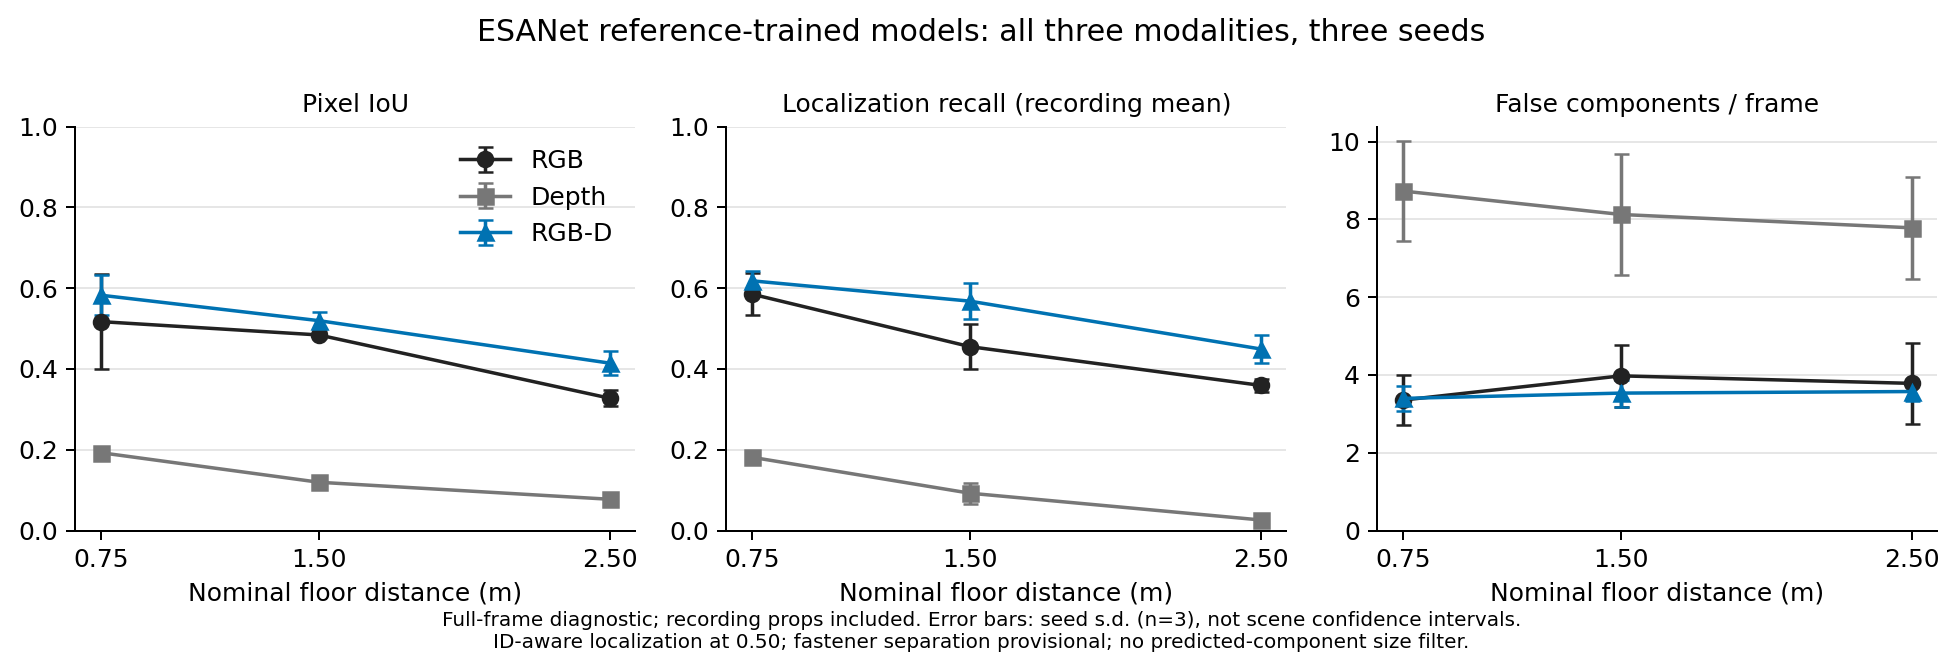 ESANet reference-trained models: all three modalities, three seeds
Pixel IoU
1.0
0.8
0.6
0.4
0.2
0.0
RGB
Depth
RGB-D
0.75
1.50
2.50
Nominal floor distance (m)
Localization recall (recording mean)
1.0
0.8
0.6
0.4
0.2
0.0
0.75
1.50
2.50
Nominal floor distance (m)
False components / frame
10
8
6
4
2
0
0.75
1.50
2.50
Nominal floor distance (m)
Full-frame diagnostic; recording props included. Error bars: seed s.d. (n=3), not scene confidence intervals.
ID-aware localization at 0.50; fastener separation provisional; no predicted-component size filter.